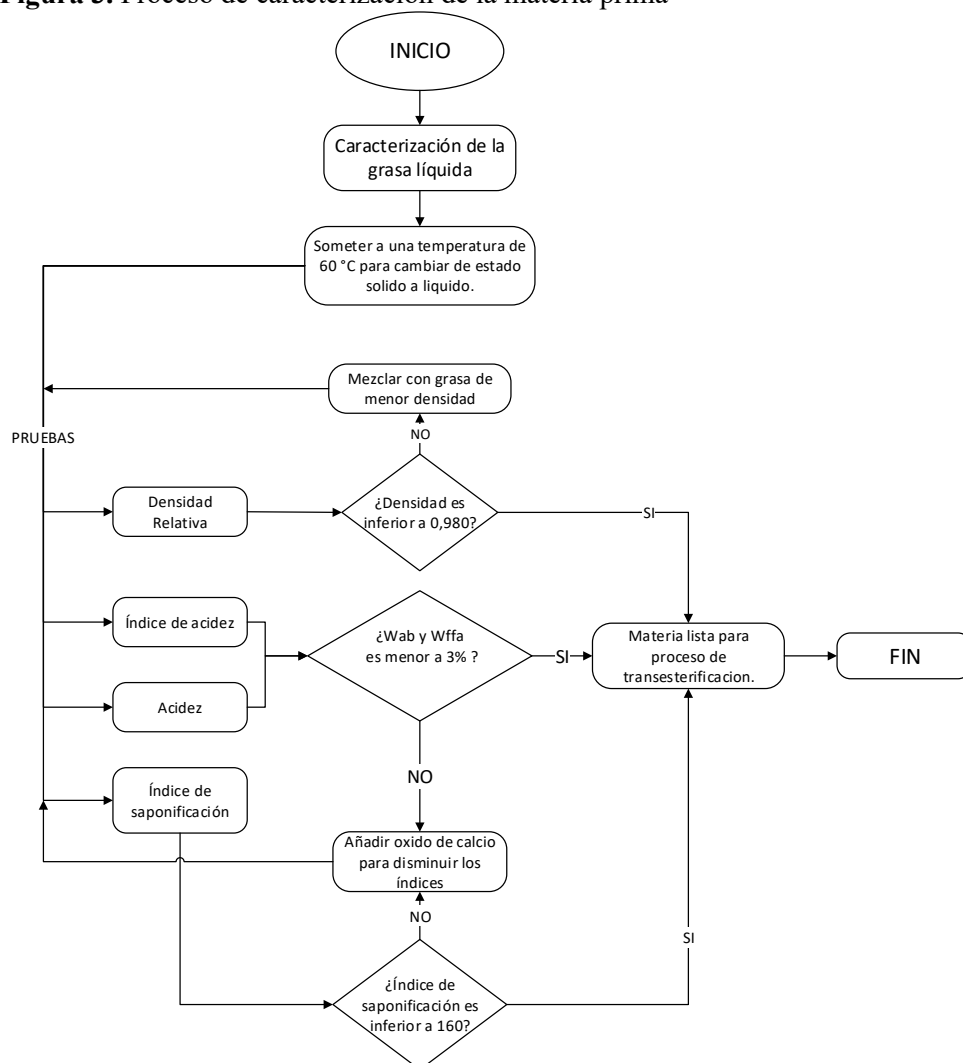 Figura 3. Proceso de caracterización de la materia prima
INICIO
Caracterización de la
grasa líquida
Someter a una temperatura de
60 °C para cambiar de estado
solido a liquido.
Mezclar con grasa de
menor densidad
NO
PRUEBAS
Densidad
Relativa
¿Densidad es
inferior a 0,980?
SI
Índice de acidez
Acidez
¿Wab y Wffa
es menor a 3% ?
SI
Materia lista para
proceso de
transesterificacion.
FIN
NO
Índice de
saponificación
Añadir oxido de calcio
para disminuir los
índices
NO
SI
¿Índice de
saponificación es
inferior a 160?